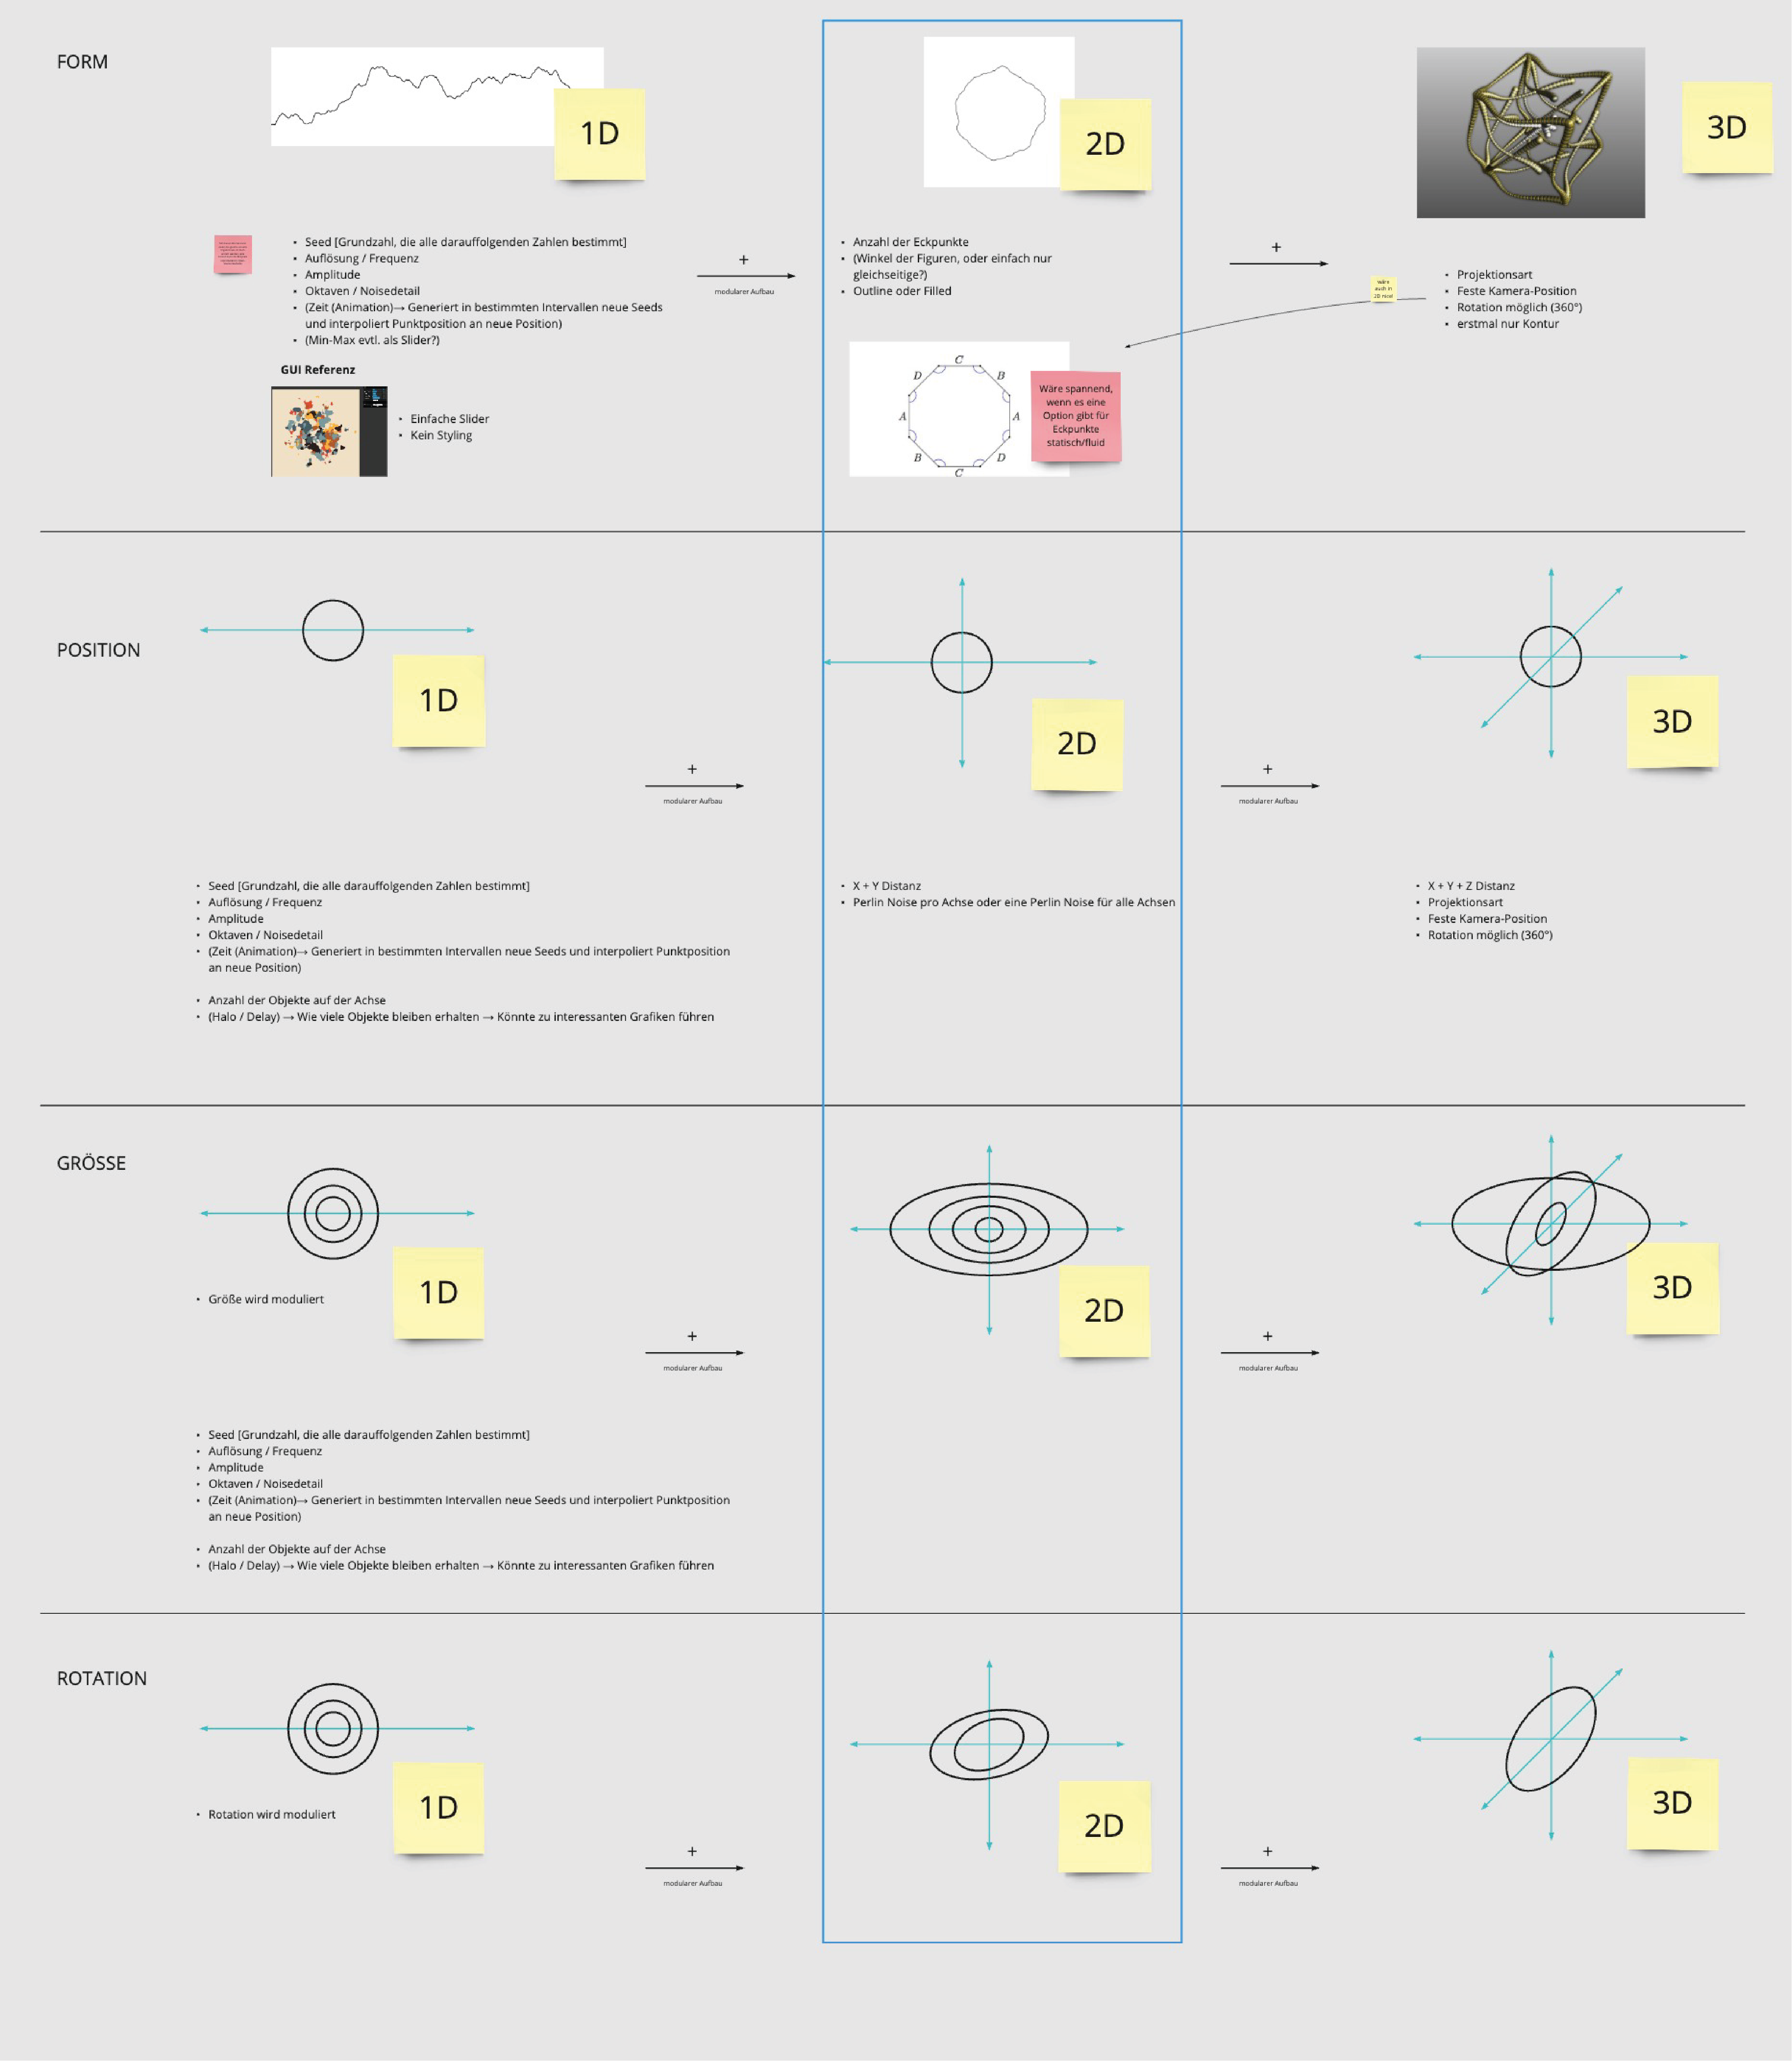 FORM
1D
2D
3D
Seed [Grundzahl, die alle darauffolgenden Zahlen bestimmt]
Auflösung / Frequenz
Amplitude
Oktaven / Noisedetail
(Zeit (Animation)→ Generiert in bestimmten Intervallen neue Seeds
und interpoliert Punktposition an neue Position)
(Min-Max evtl. als Slider?)
+
modularer Aufbau
Anzahl der Eckpunkte
(Winkel der Figuren, oder einfach nur
gleichseitige?)
Outline oder Filled
+
wäre
auch in
2D nice!
Projektionsart
Feste Kamera-Position
Rotation möglich (360°)
erstmal nur Kontur
GUI Referenz
Einfache Slider
Kein Styling
C
D
B
A
A
B
D
C
Wäre spannend,
wenn es eine
Option gibt für
Eckpunkte
statisch/fluid
POSITION
1D
2D
3D
+
modularer Aufbau
+
modularer Aufbau
Seed [Grundzahl, die alle darauffolgenden Zahlen bestimmt]
Auflösung / Frequenz
Amplitude
Oktaven / Noisedetail
(Zeit (Animation)→ Generiert in bestimmten Intervallen neue Seeds und interpoliert Punktposition
an neue Position)
Anzahl der Objekte auf der Achse
(Halo / Delay) → Wie viele Objekte bleiben erhalten → Könnte zu interessanten Grafiken führen
X + Y Distanz
Perlin Noise pro Achse oder eine Perlin Noise für alle Achsen
X + Y + Z Distanz
Projektionsart
Feste Kamera-Position
Rotation möglich (360°)
GRÖSSE
1D
2D
3D
Größe wird moduliert
+
modularer Aufbau
+
modularer Aufbau
Seed [Grundzahl, die alle darauffolgenden Zahlen bestimmt]
Auflösung / Frequenz
Amplitude
Oktaven / Noisedetail
(Zeit (Animation)→ Generiert in bestimmten Intervallen neue Seeds und interpoliert Punktposition
an neue Position)
Anzahl der Objekte auf der Achse
(Halo / Delay) → Wie viele Objekte bleiben erhalten → Könnte zu interessanten Grafiken führen
ROTATION
1D
2D
3D
Rotation wird moduliert
+
modularer Aufbau
+
modularer Aufbau